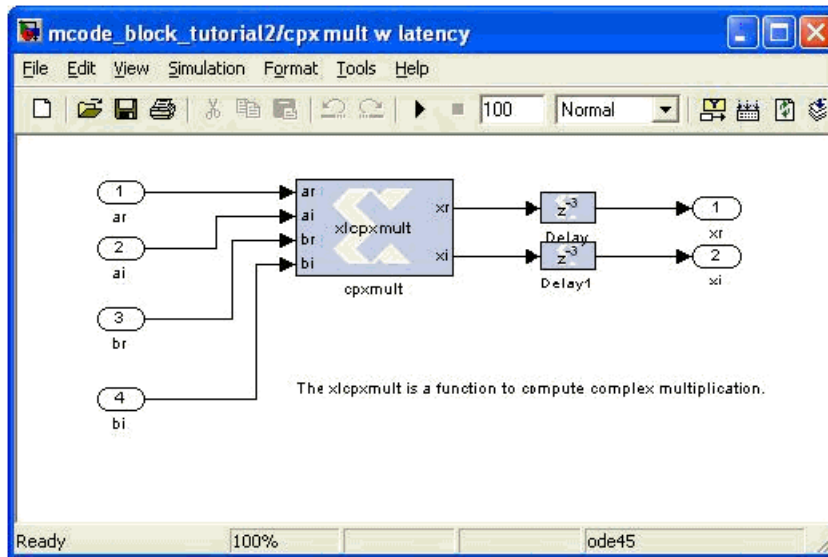 mcode_block_tutorial2/cpxmult w latency
File Edit View Simulation Format Tools Help
100 Normal
1
ar
2
ai
3
br
4
bi
ar
ai
br
bi
xlcpxmult
xr
xi
cpxmult
z-3
Delay
z-3
Delay1
1
xr
2
xi
The xlcpxmult is a function to compute complex multiplication.
Ready 100% ode45